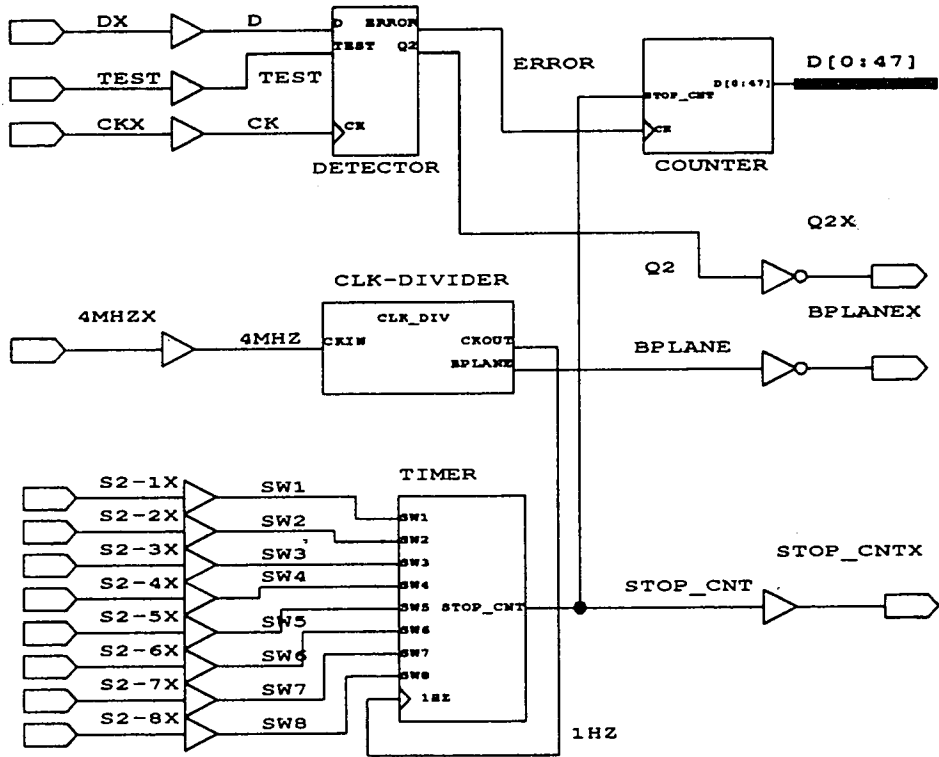 DX
D
D
ERROR
TEST
Q2
TEST
TEST
CKX
CK
CK
DETECTOR
ERROR
STOP_CNT
D[0:47]
CK
COUNTER
D[0:47]
Q2
Q2X
CLK-DIVIDER
4MHZX
4MHZ
CLK_DIV
CKIN
CKOUT
BPLANE
BPLANE
BPLANEX
TIMER
S2-1X
SW1
SW1
S2-2X
SW2
SW2
S2-3X
SW3
SW3
S2-4X
SW4
SW4
S2-5X
SW5
SW5
STOP_CNT
S2-6X
SW6
SW6
S2-7X
SW7
SW7
S2-8X
SW8
SW8
1HZ
1HZ
STOP_CNT
STOP_CNTX